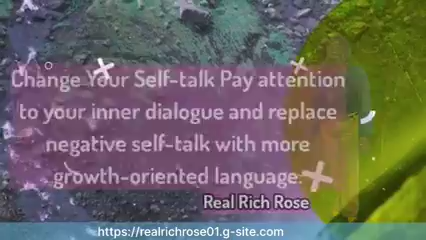 Change Your Self-talk Pay attention
to your inner dialogue and replace
negative self-talk with more
growth-oriented language.
Real Rich Rose
https://realrichrose01.g-site.com